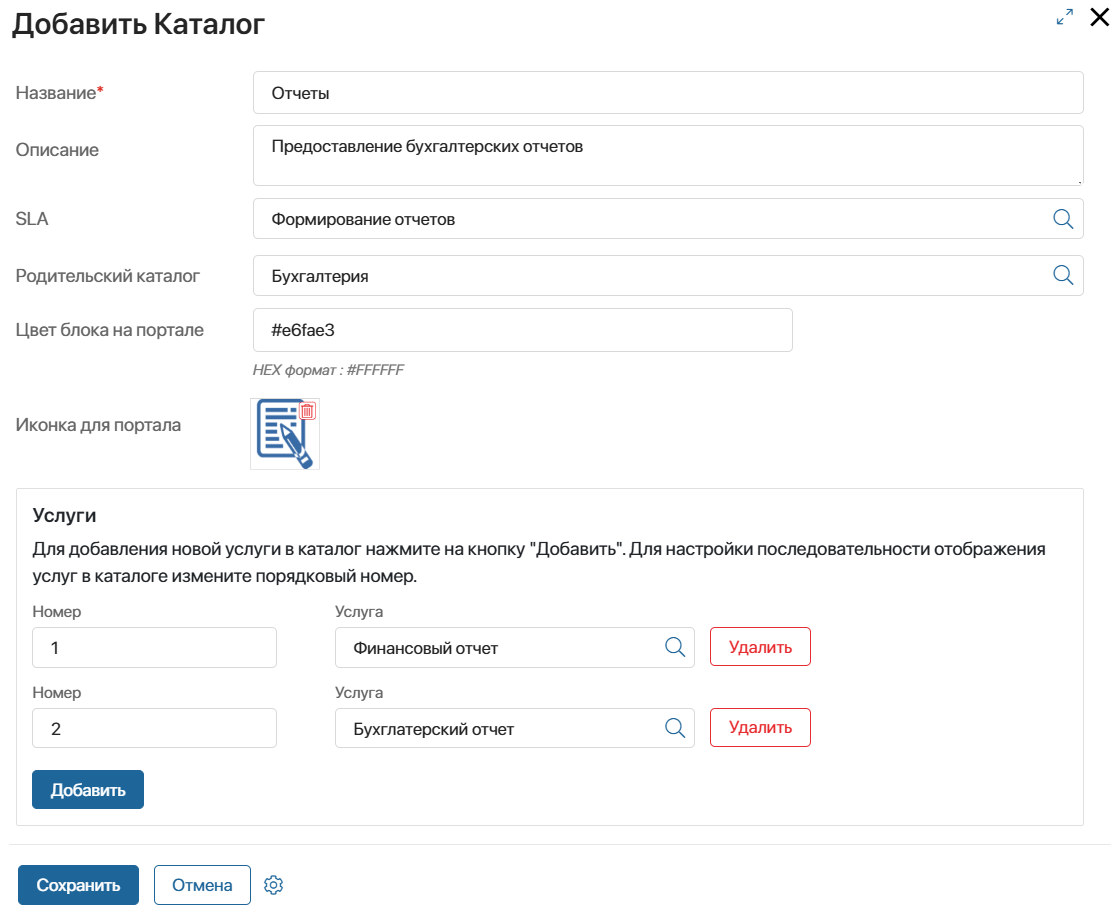 Добавить Каталог
Название*
Отчеты
Описание
Предоставление бухгалтерских отчетов
SLA
Формирование отчетов
Родительский каталог
Бухгалтерия
Цвет блока на портале
#e6fae3
HEX формат : #FFFFFF
Иконка для портала
Услуги
Для добавления новой услуги в каталог нажмите на кнопку "Добавить". Для настройки последовательности отображения
услуг в каталоге измените порядковый номер.
Номер
Услуга
1
Финансовый отчет
Удалить
Номер
Услуга
2
Бухглатерский отчет
Удалить
Добавить
Сохранить
Отмена